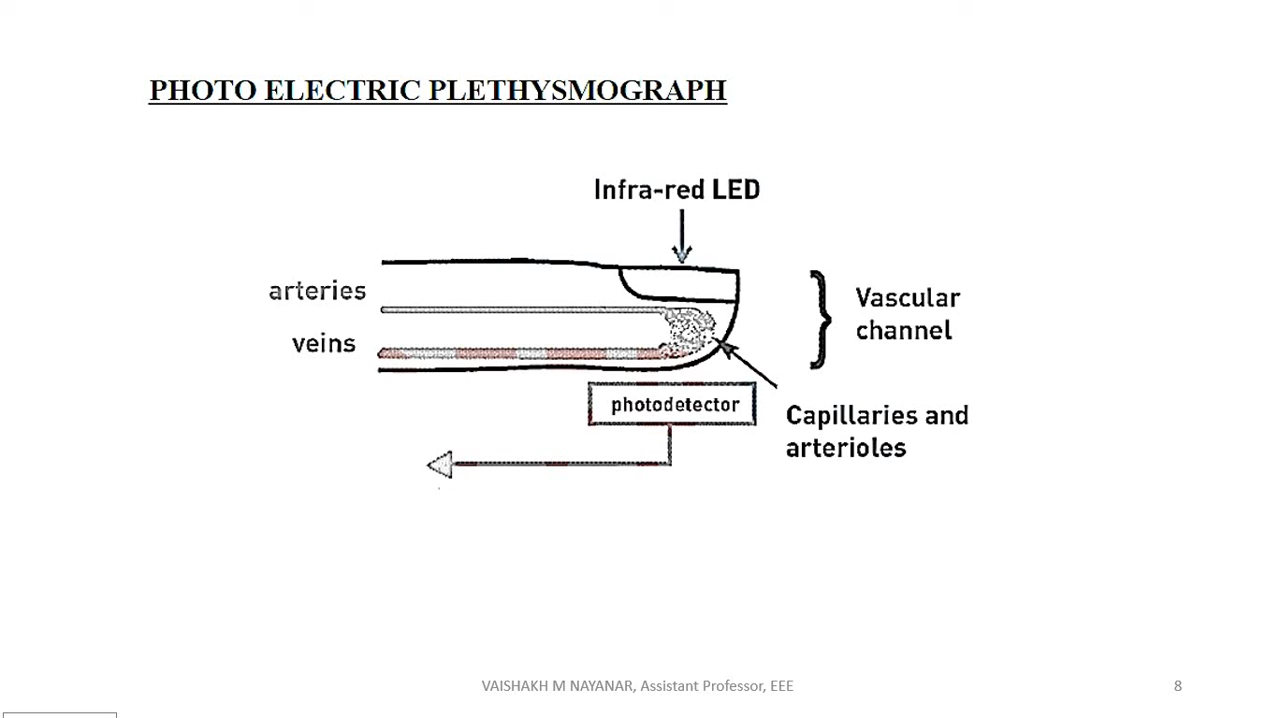 PHOTO ELECTRIC PLETHYSMOGRAPH
Infra-red LED
arteries
veins
Vascular
channel
photodetector
Capillaries and
arterioles
VAISHAKH M NAYANAR, Assistant Professor, EEE
8